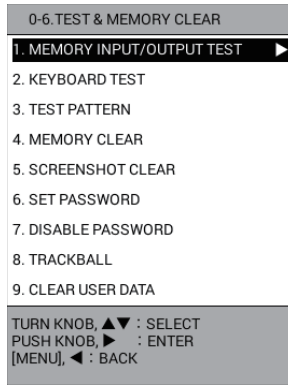 0-6.TEST & MEMORY CLEAR
1. MEMORY INPUT/OUTPUT TEST ▶
2. KEYBOARD TEST
3. TEST PATTERN
4. MEMORY CLEAR
5. SCREENSHOT CLEAR
6. SET PASSWORD
7. DISABLE PASSWORD
8. TRACKBALL
9. CLEAR USER DATA
TURN KNOB, ▲▼ : SELECT
PUSH KNOB, ▶ : ENTER
[MENU], ◀ : BACK